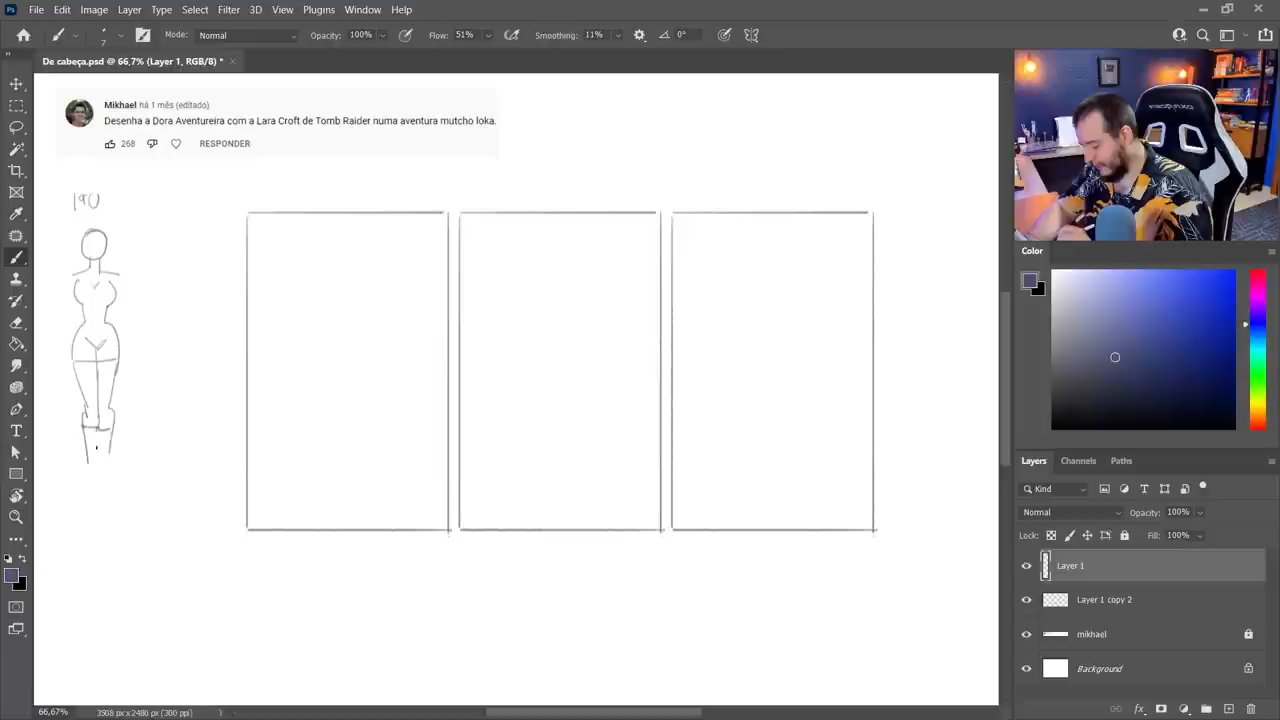 Ps File Edit Image Layer Type Select Filter 3D View Plugins Window Help
7 Mode: Normal Opacity: 100% Flow: 51% Smoothing: 11% 0°
De cabeça.psd @ 66,7% (Layer 1, RGB/8) *
Mikhael há 1 mês (editado)
Desenha a Dora Aventureira com a Lara Croft de Tomb Raider numa aventura mutcho loka.
268 RESPONDER
190
Color
Layers Channels Paths
Kind
Normal Opacity: 100%
Lock: Fill: 100%
Layer 1
Layer 1 copy 2
mikhael
Background
66,67% 3508 px x 2480 px (300 ppi)